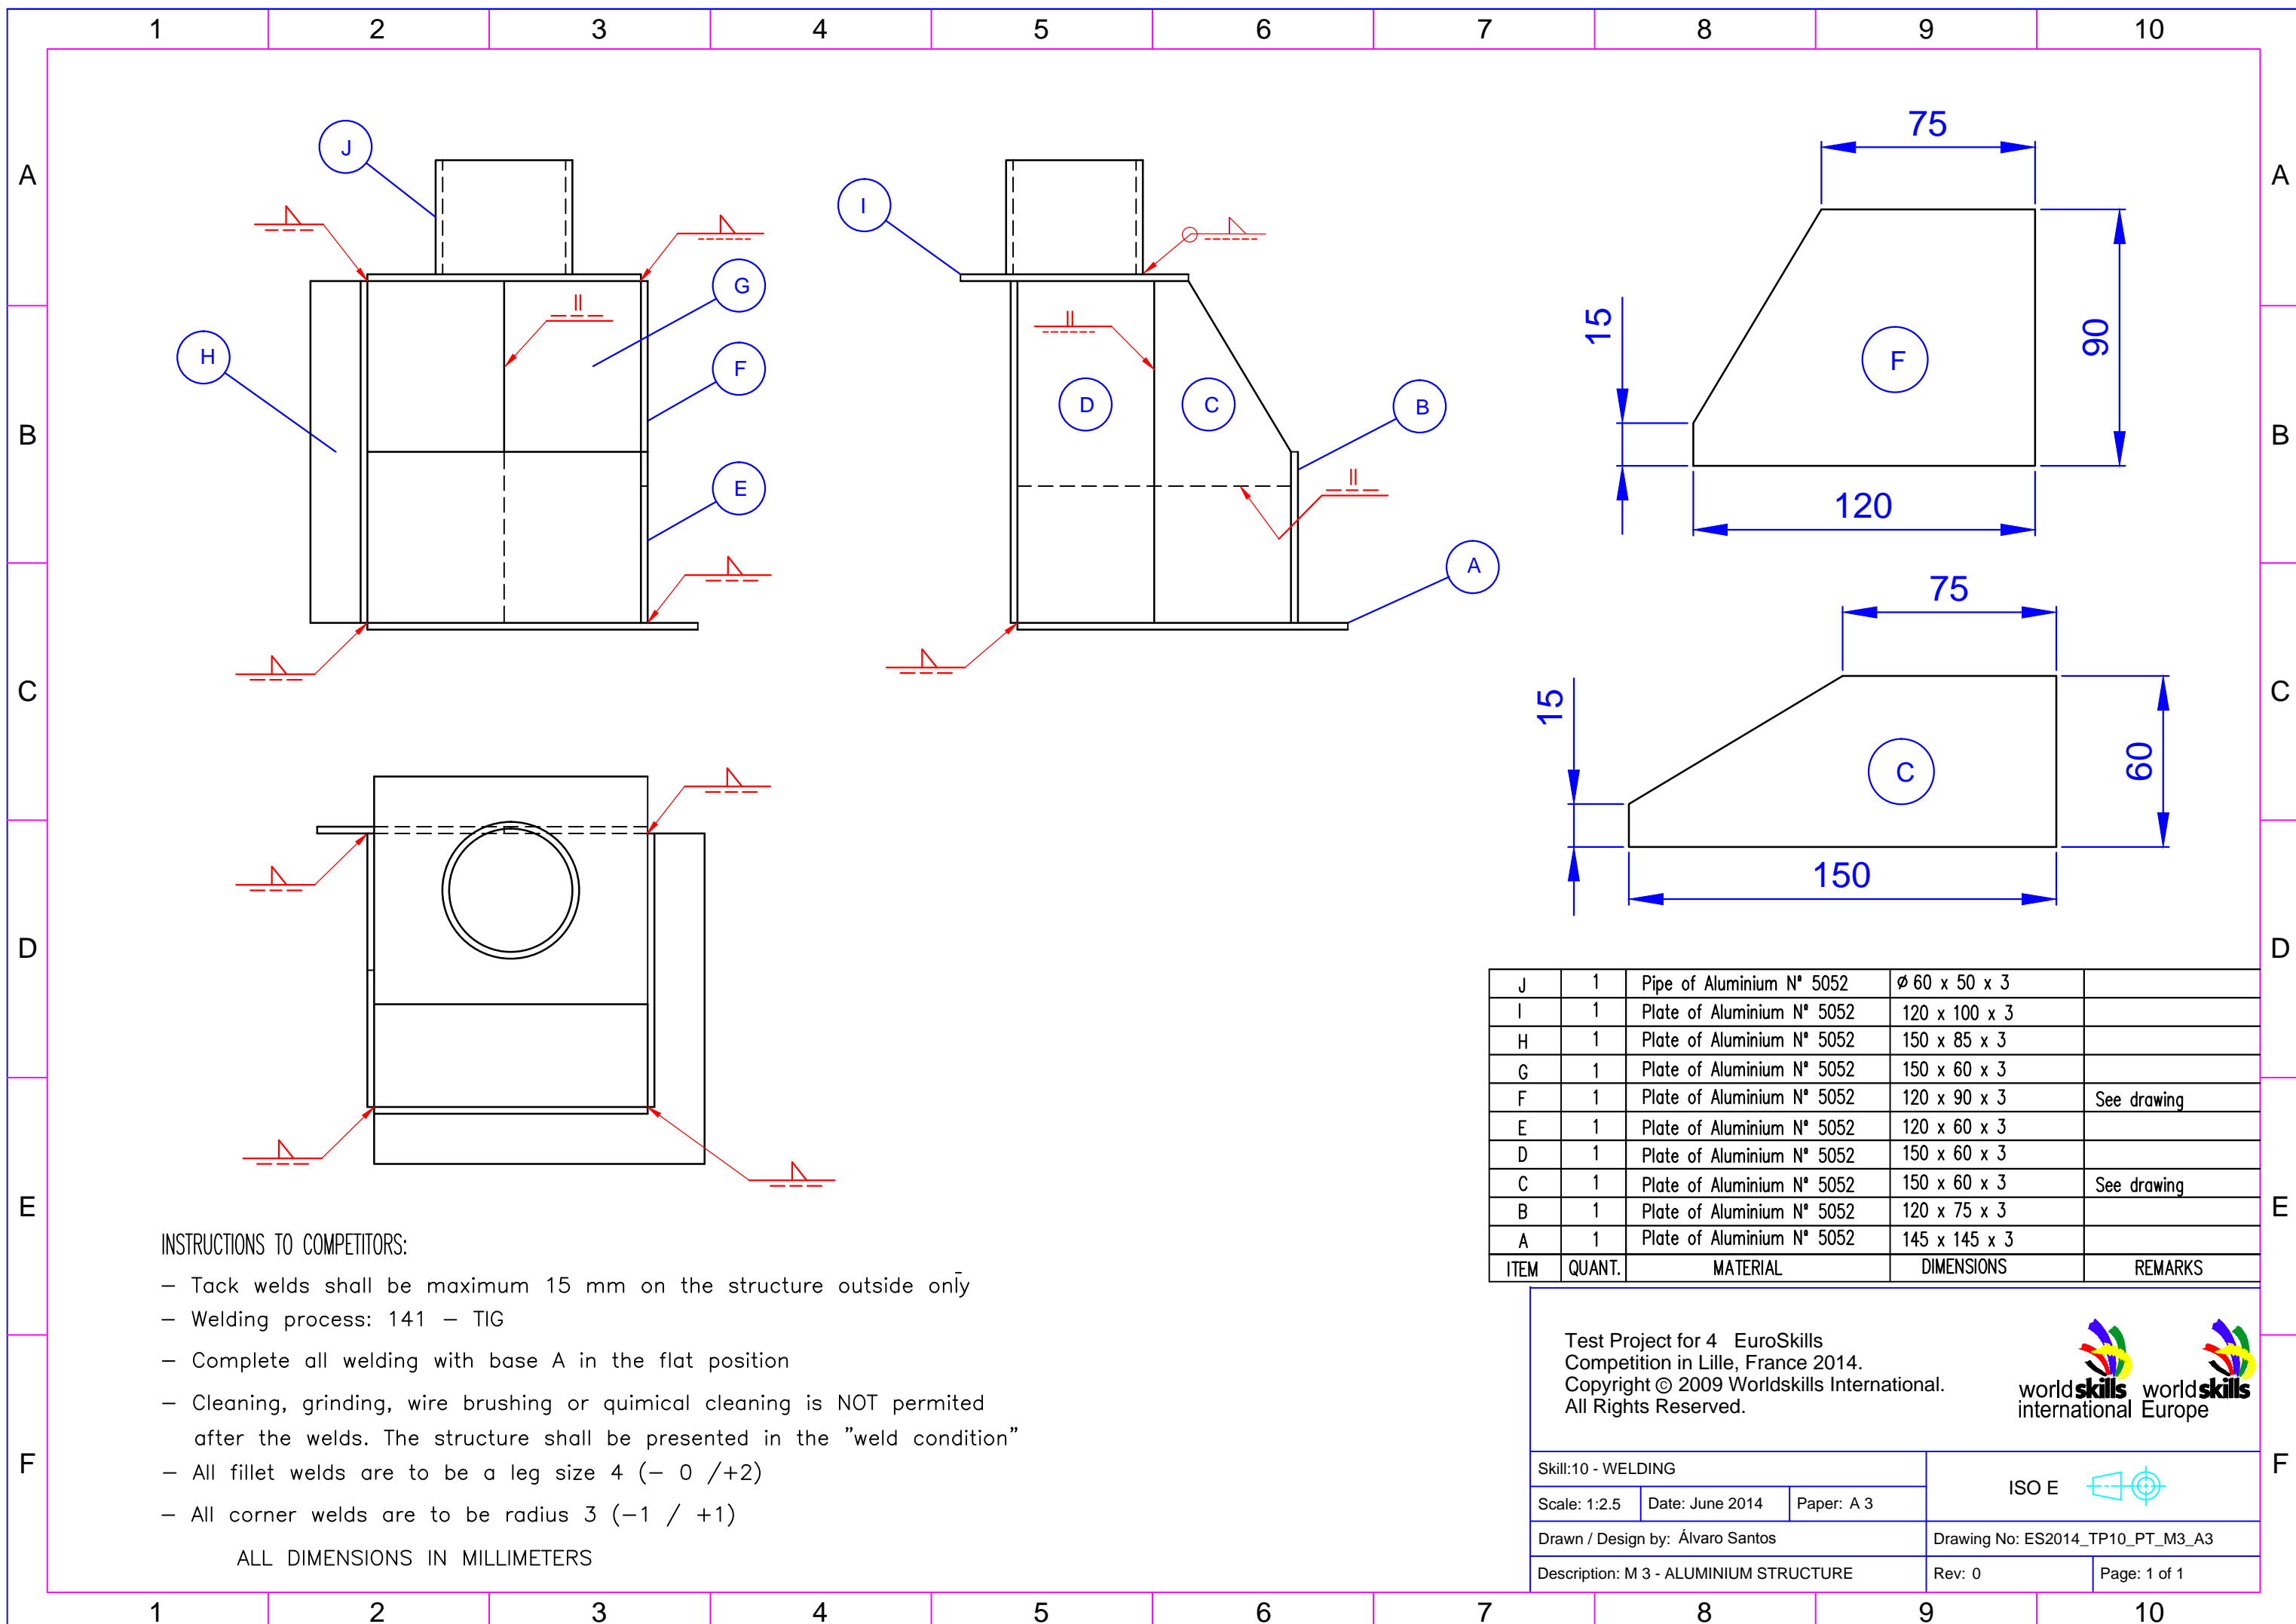 1 2 3 4 5 6 7 8 9 10
A
B
C
D
E
F
A
B
C
D
E
F
J
G
H
F
E
I
D
C
B
A
75
15
90
F
120
75
15
60
C
150
J 1 Pipe of Aluminium Nº 5052 Ø 60 x 50 x 3
I 1 Plate of Aluminium Nº 5052 120 x 100 x 3
H 1 Plate of Aluminium Nº 5052 150 x 85 x 3
G 1 Plate of Aluminium Nº 5052 150 x 60 x 3
F 1 Plate of Aluminium Nº 5052 120 x 90 x 3 See drawing
E 1 Plate of Aluminium Nº 5052 120 x 60 x 3
D 1 Plate of Aluminium Nº 5052 150 x 60 x 3
C 1 Plate of Aluminium Nº 5052 150 x 60 x 3 See drawing
B 1 Plate of Aluminium Nº 5052 120 x 75 x 3
A 1 Plate of Aluminium Nº 5052 145 x 145 x 3
ITEM QUANT. MATERIAL DIMENSIONS REMARKS
INSTRUCTIONS TO COMPETITORS:
– Tack welds shall be maximum 15 mm on the structure outside only
– Welding process: 141 – TIG
– Complete all welding with base A in the flat position
– Cleaning, grinding, wire brushing or quimical cleaning is NOT permited
after the welds. The structure shall be presented in the "weld condition"
– All fillet welds are to be a leg size 4 (– 0 /+2)
– All corner welds are to be radius 3 (–1 / +1)
ALL DIMENSIONS IN MILLIMETERS
Test Project for 4 EuroSkills
Competition in Lille, France 2014.
Copyright © 2009 Worldskills International.
All Rights Reserved.
worldskills international
worldskills Europe
Skill:10 - WELDING
ISO E
Scale: 1:2.5 Date: June 2014 Paper: A 3
Drawn / Design by: Álvaro Santos
Drawing No: ES2014_TP10_PT_M3_A3
Description: M 3 - ALUMINIUM STRUCTURE
Rev: 0
Page: 1 of 1
1 2 3 4 5 6 7 8 9 10